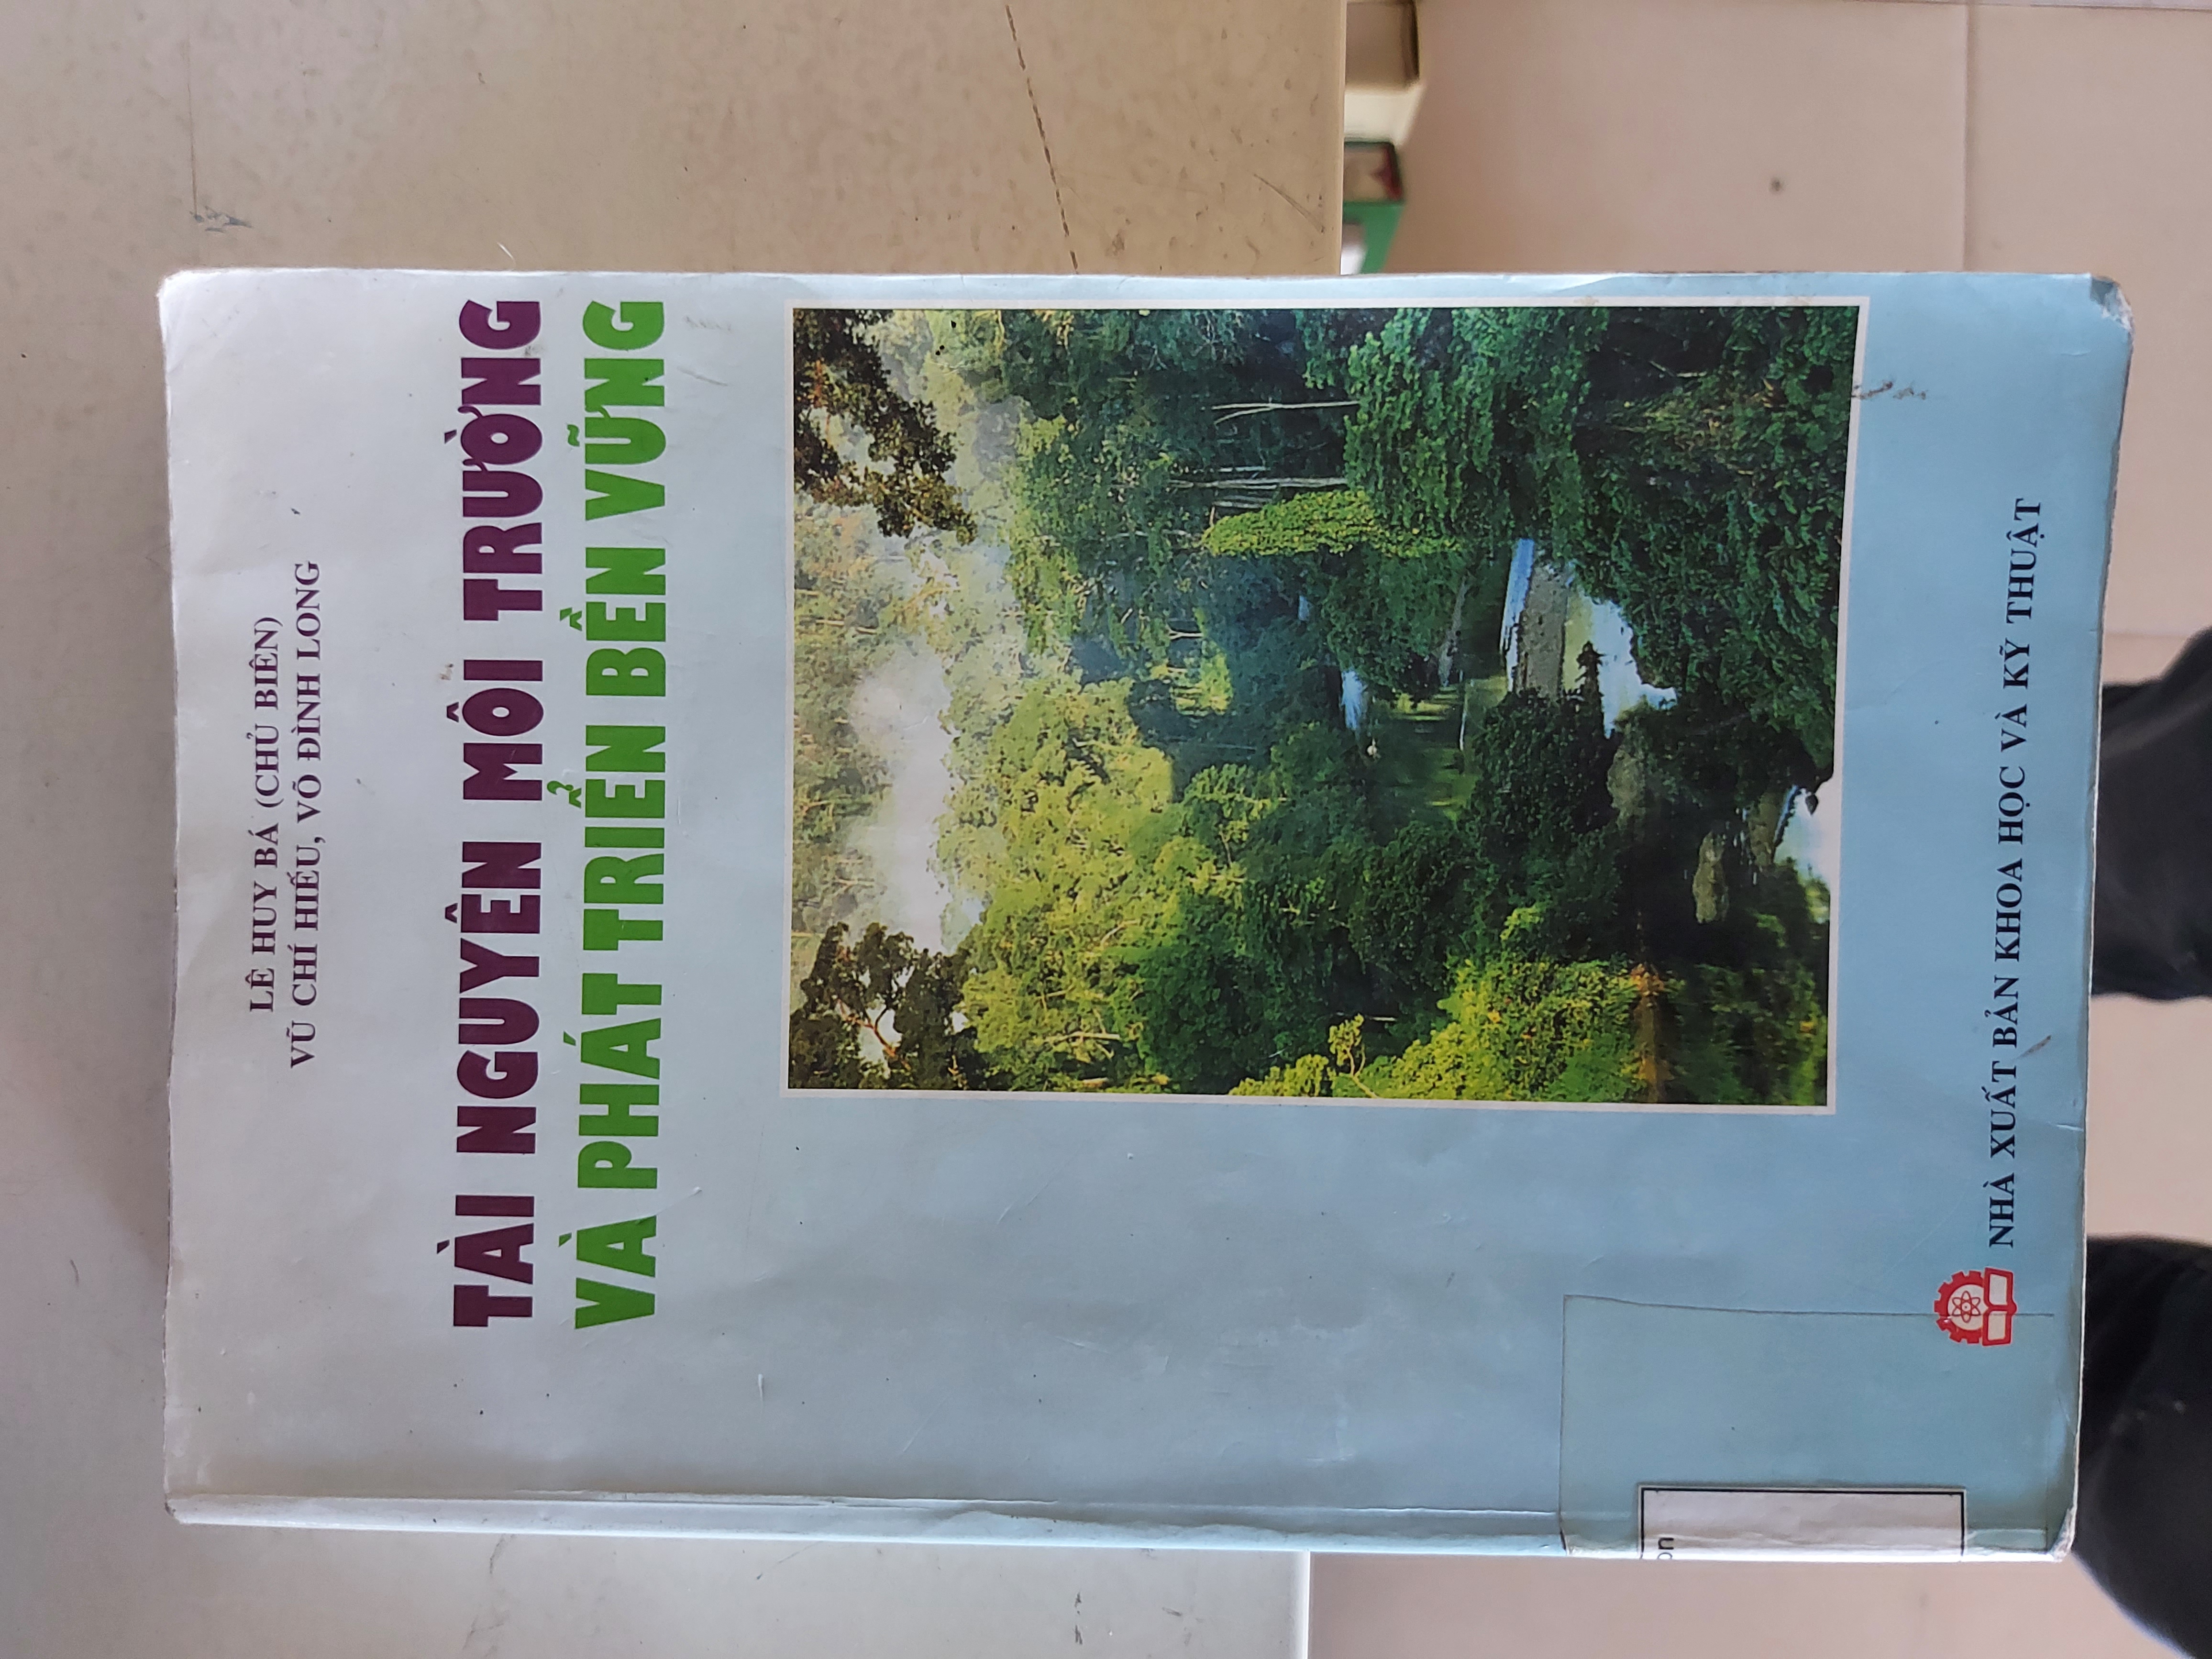 LÊ HUY BÁ (CHỦ BIÊN)
VŨ CHÍ HIẾU, VÕ ĐÌNH LONG
TÀI NGUYÊN MÔI TRƯỜNG
VÀ PHÁT TRIỂN BỀN VỮNG
NHÀ XUẤT BẢN KHOA HỌC VÀ KỸ THUẬT